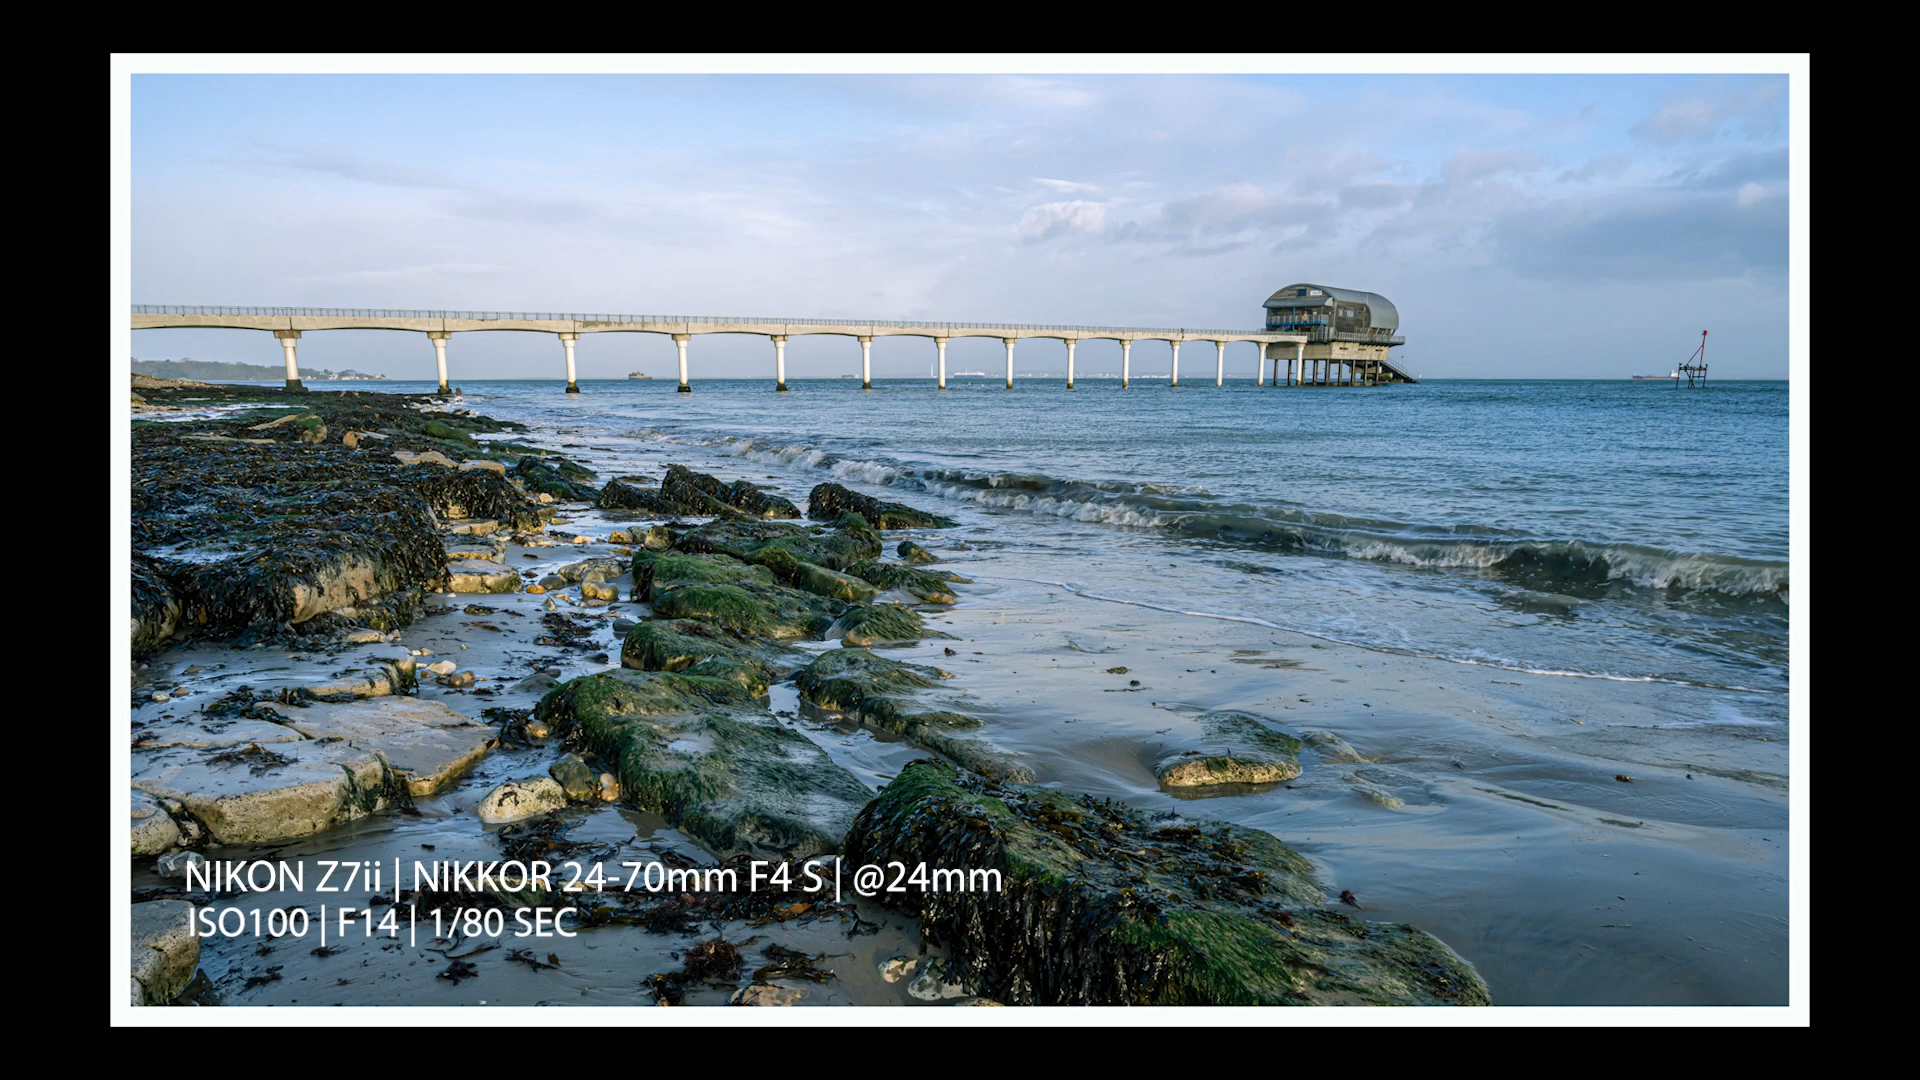 NIKON Z7ii | NIKKOR 24-70mm F4 S | @24mm
ISO100 | F14 | 1/80 SEC